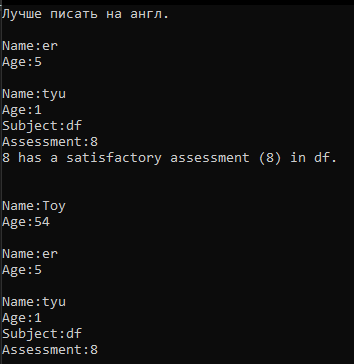 Лучше писать на англ.
Name:er
Age:5
Name:tyu
Age:1
Subject:df
Assessment:8
8 has a satisfactory assessment (8) in df.
Name:Toy
Age:54
Name:er
Age:5
Name:tyu
Age:1
Subject:df
Assessment:8